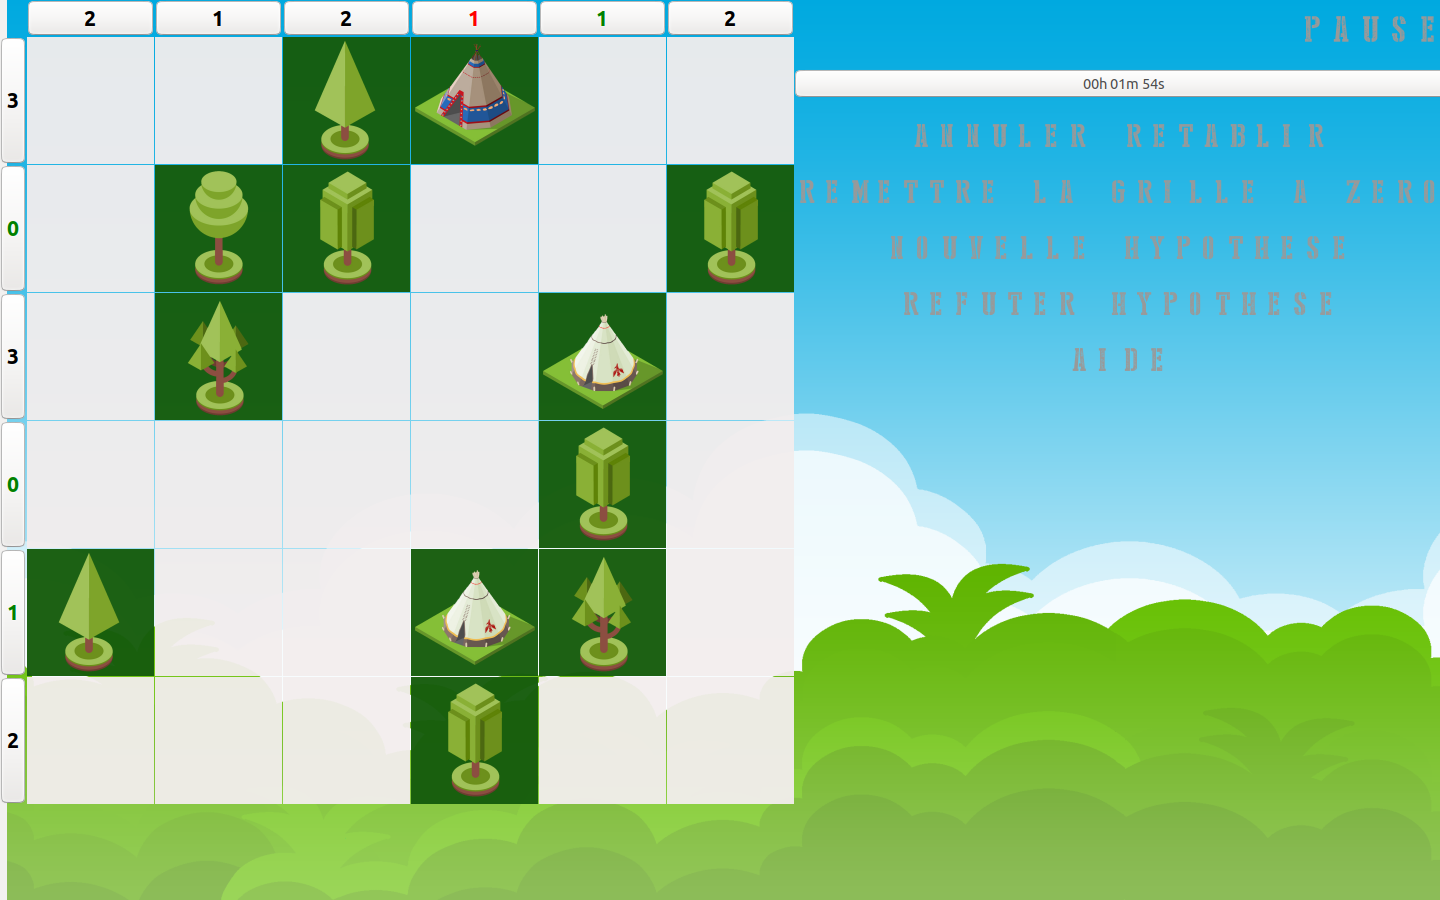 2 1 2 1 1 2
PAUSE
3
00h 01m 54s
ANNULER RETABLIR
REMETTRE LA GRILLE A ZERO
0
NOUVELLE HYPOTHESE
REFUTER HYPOTHESE
3
AIDE
0
1
2